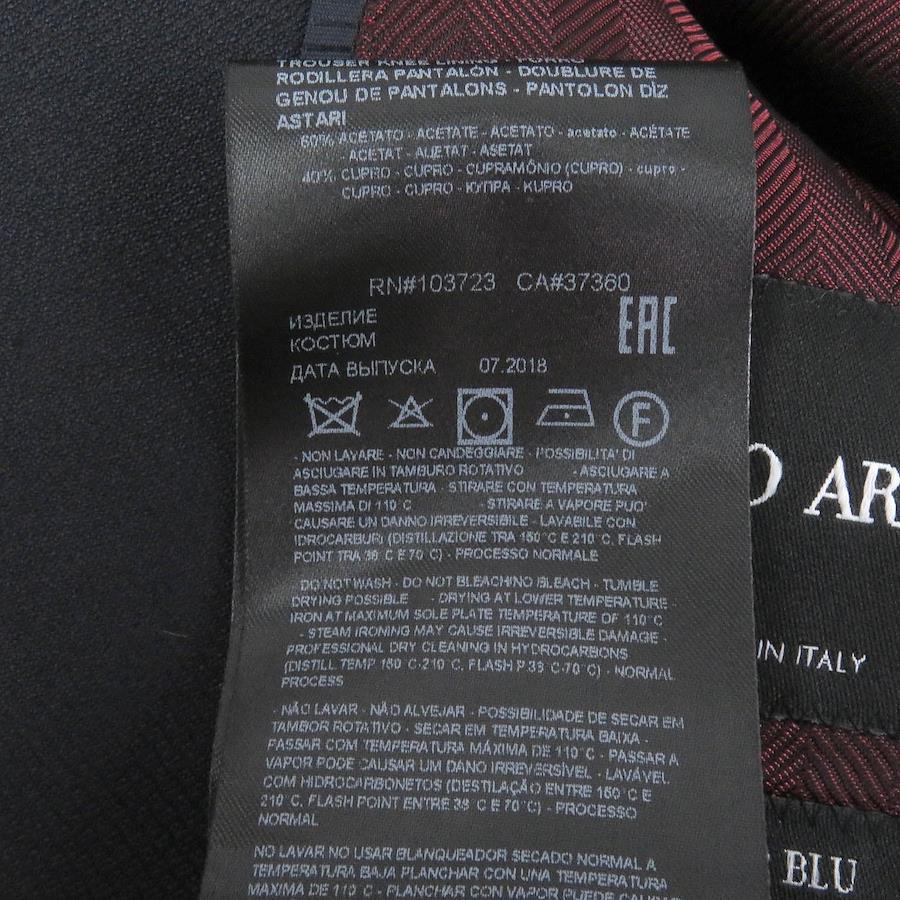 TROUSER KNEE LINING - FORRO
RODILLERA PANTALÓN - DOUBLURE DE
GENOU DE PANTALONS - PANTOLON DİZ
ASTARI
60% ACETATO - ACETATE - ACETATO - acetato - ACÉTATE
- ACETAT - АЦЕТАТ - ASETAT
40% CUPRO - CUPRO - CUPRAMÔNIO (CUPRO) - cupro -
CUPRO - CUPRO - КУПРА - KUPRO
RN#103723 CA#37360
ИЗДЕЛИЕ
КОСТЮМ
EAC
ДАТА ВЫПУСКА 07.2018
F
- NON LAVARE - NON CANDEGGIARE - POSSIBILITA' DI
ASCIUGARE IN TAMBURO ROTATIVO - ASCIUGARE A
BASSA TEMPERATURA - STIRARE CON TEMPERATURA
MASSIMA DI 110°C - STIRARE A VAPORE PUO'
CAUSARE UN DANNO IRREVERSIBILE - LAVABILE CON
IDROCARBURI (DISTILLAZIONE TRA 150°C E 210°C, FLASH
POINT TRA 38°C E 70°C) - PROCESSO NORMALE
- DO NOT WASH - DO NOT BLEACH/NO BLEACH - TUMBLE
DRYING POSSIBLE - DRYING AT LOWER TEMPERATURE -
IRON AT MAXIMUM SOLE PLATE TEMPERATURE OF 110°C
- STEAM IRONING MAY CAUSE IRREVERSIBLE DAMAGE -
PROFESSIONAL DRY CLEANING IN HYDROCARBONS
(DISTILL.TEMP 150°C-210°C, FLASH P.38°C-70°C) - NORMAL
PROCESS
- NÃO LAVAR - NÃO ALVEJAR - POSSIBILIDADE DE SECAR EM
TAMBOR ROTATIVO - SECAR EM TEMPERATURA BAIXA -
PASSAR COM TEMPERATURA MÁXIMA DE 110°C - PASSAR A
VAPOR PODE CAUSAR UM DANO IRREVERSÍVEL - LAVÁVEL
COM HIDROCARBONETOS (DESTILAÇÃO ENTRE 150°C E
210°C, FLASH POINT ENTRE 38°C E 70°C) - PROCESSO
NORMAL
NO LAVAR NO USAR BLANQUEADOR SECADO NORMAL A
TEMPERATURA BAJA PLANCHAR CON UNA TEMPERATURA
MÁXIMA DE 110°C - PLANCHAR CON VAPOR PUEDE CAUSAR
O AR
IN ITALY
BLU